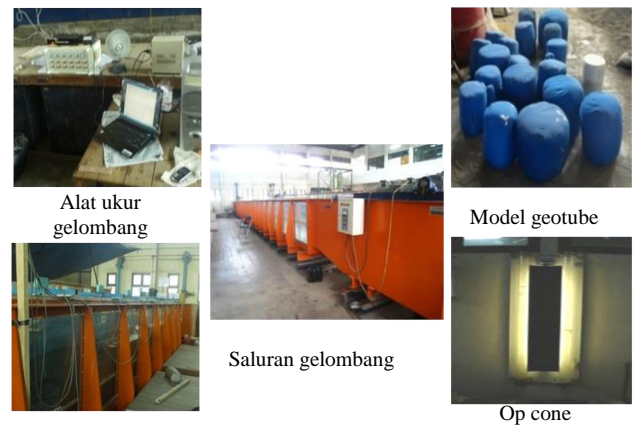 Alat ukur
gelombang
Model geotube
Saluran gelombang
Op cone